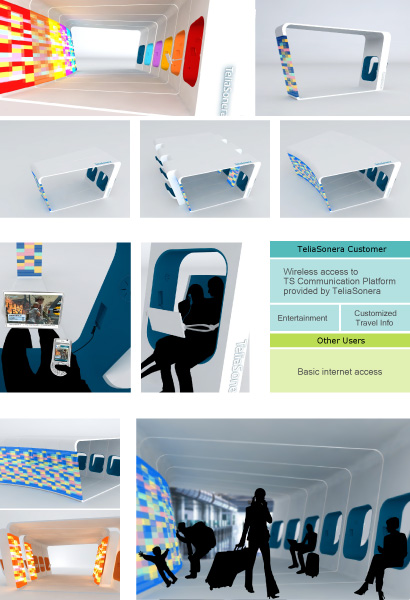 TeliaSonera
TeliaSonera
TeliaSonera Customer
Wireless access to
TS Communication Platform
provided by TeliaSonera
Entertainment
Customized
Travel Info
Other Users
Basic internet access